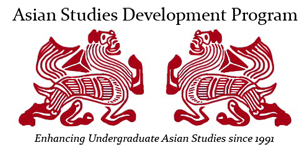 Asian Studies Development Program
Enhancing Undergraduate Asian Studies since 1991